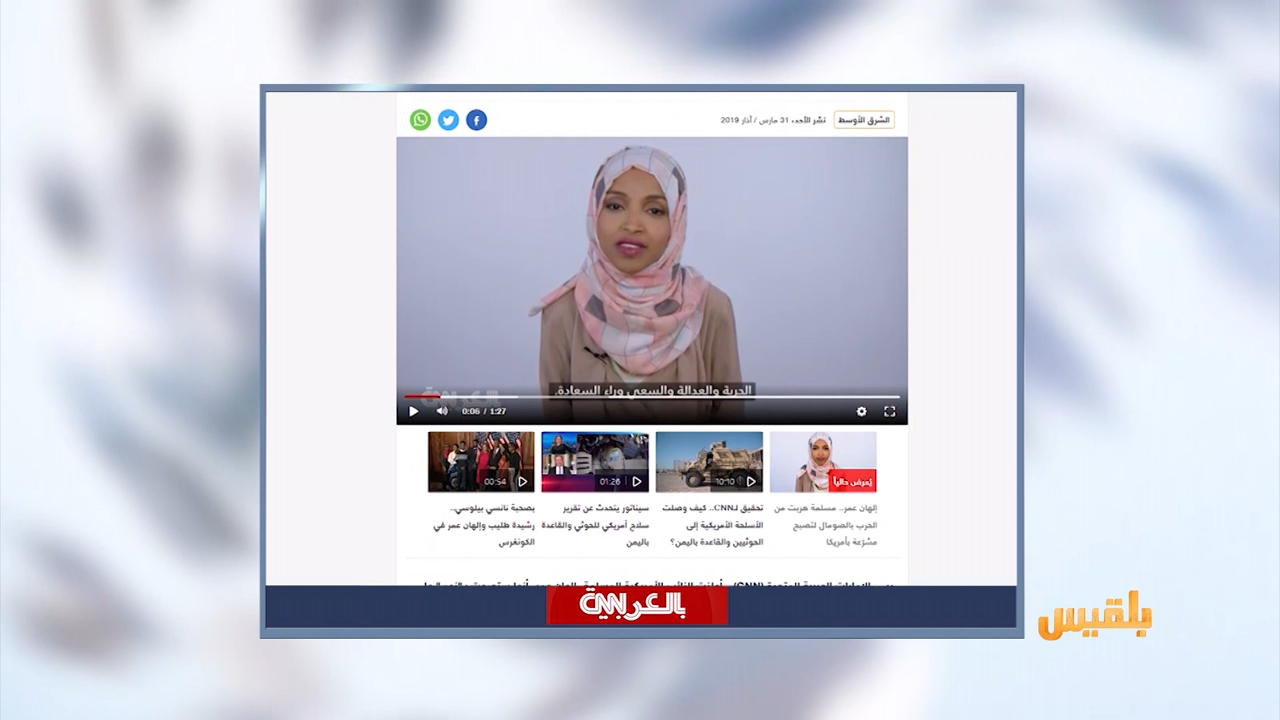 الشرق الأوسط نشر الأحد، 31 مارس / آذار 2019
الحرية والعدالة والسعي وراء السعادة.
0:06 / 1:27
يُعرض حالياً
10:10
01:26
00:54
إلهان عمر.. مسلمة هربت من
الحرب بالصومال لتصبح
مشرّعة بأمريكا
تحقيق لـCNN.. كيف وصلت
الأسلحة الأمريكية إلى
الحوثيين والقاعدة باليمن؟
سيناتور يتحدث عن تقرير
سلاح أمريكي للحوثي والقاعدة
باليمن
بصحبة نانسي بيلوسي..
رشيدة طليب وإلهان عمر في
الكونغرس
CNN بالعربية
بلقيس